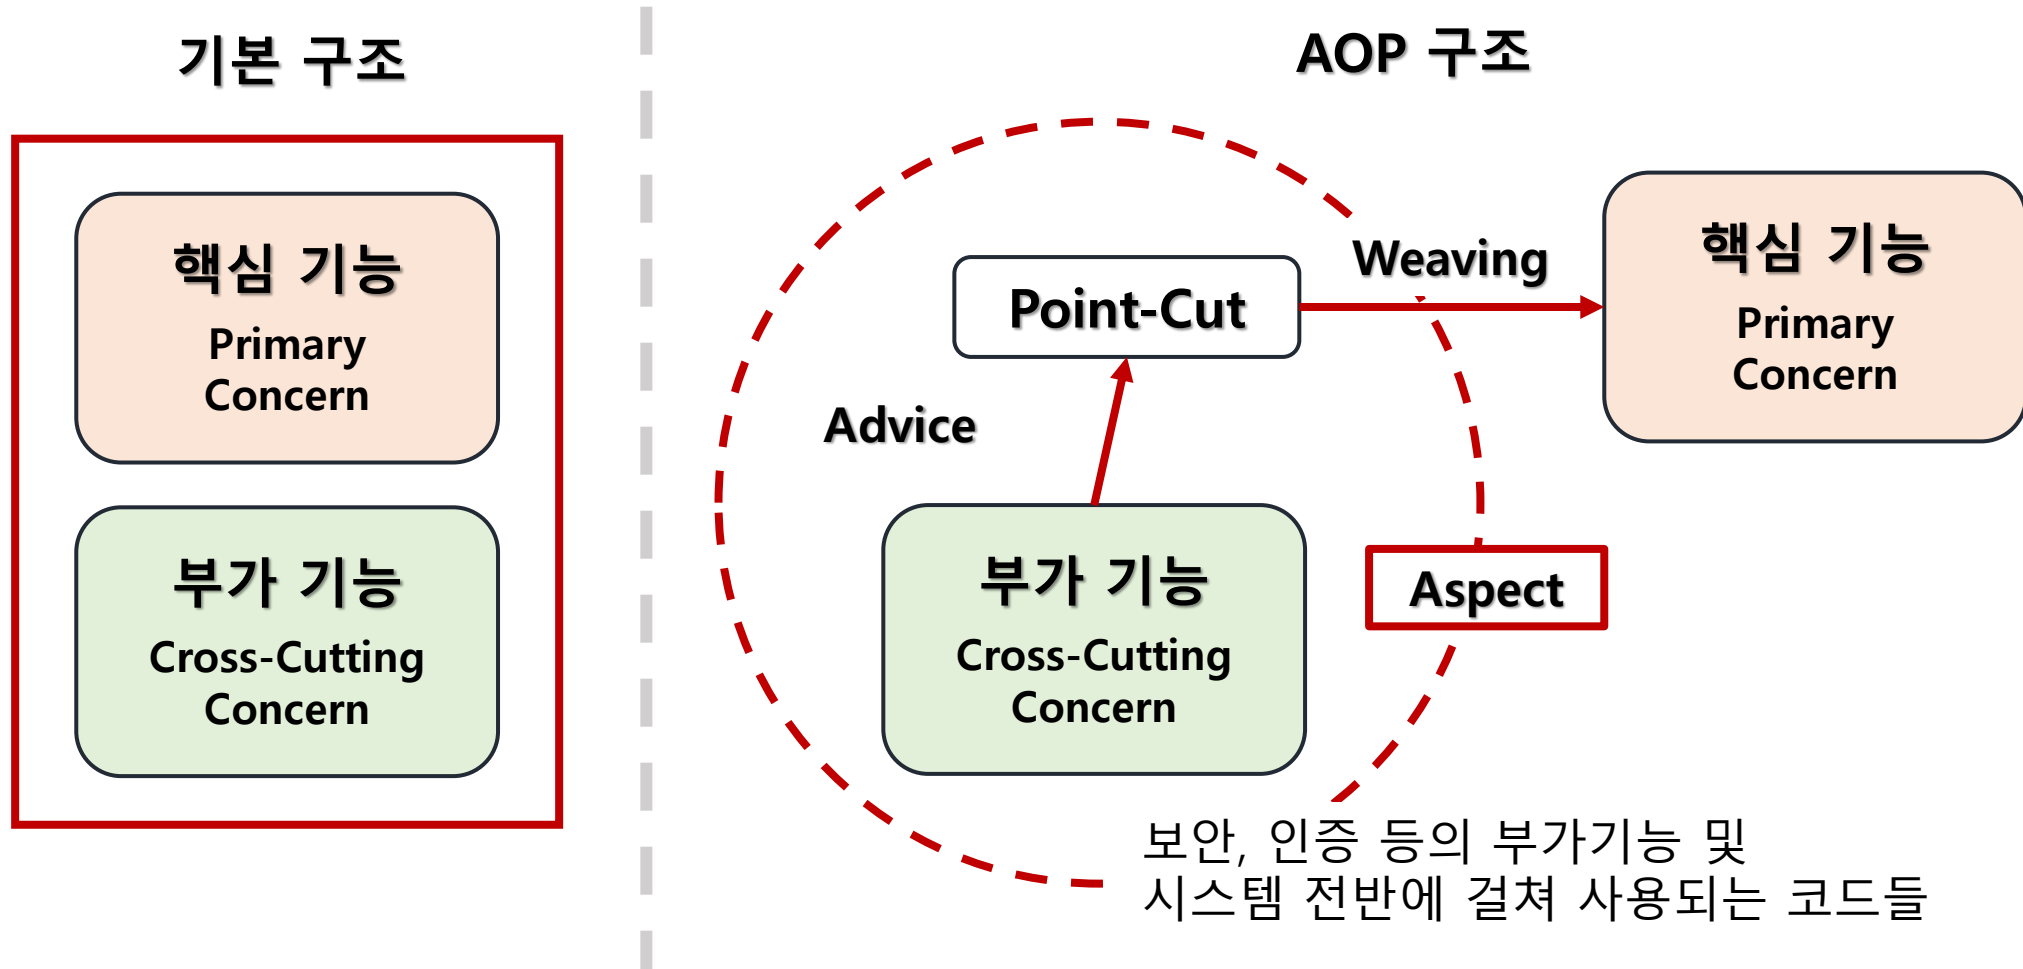 기본 구조
핵심 기능
Primary
Concern
부가 기능
Cross-Cutting
Concern
AOP 구조
Point-Cut
Weaving
핵심 기능
Primary
Concern
Advice
부가 기능
Cross-Cutting
Concern
Aspect
보안, 인증 등의 부가기능 및
시스템 전반에 걸쳐 사용되는 코드들